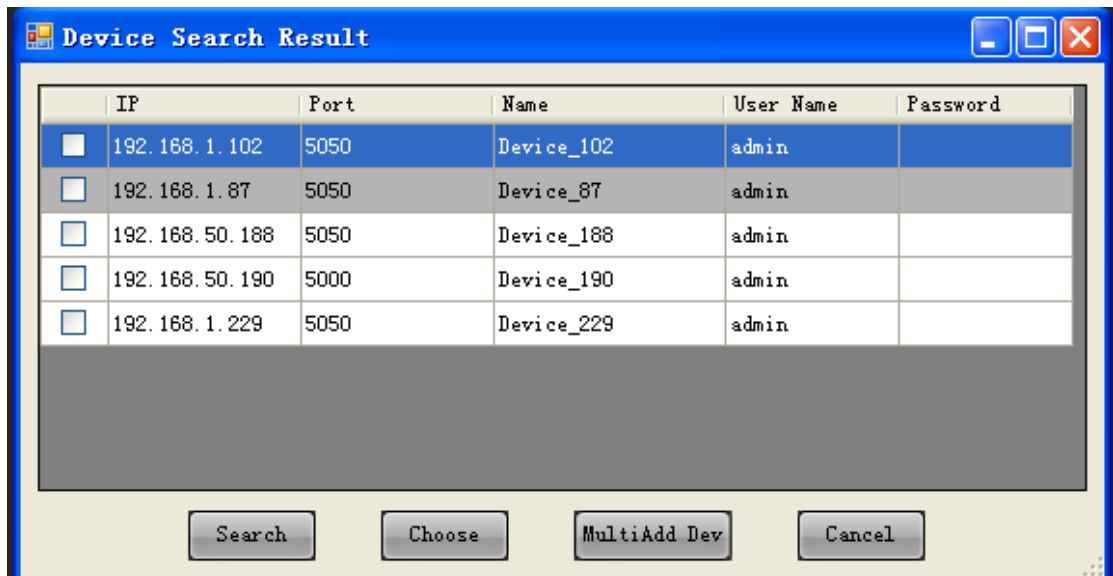 Device Search Result
IP Port Name User Name Password
192.168.1.102 5050 Device_102 admin
192.168.1.87 5050 Device_87 admin
192.168.50.188 5050 Device_188 admin
192.168.50.190 5000 Device_190 admin
192.168.1.229 5050 Device_229 admin
Search Choose MultiAdd Dev Cancel